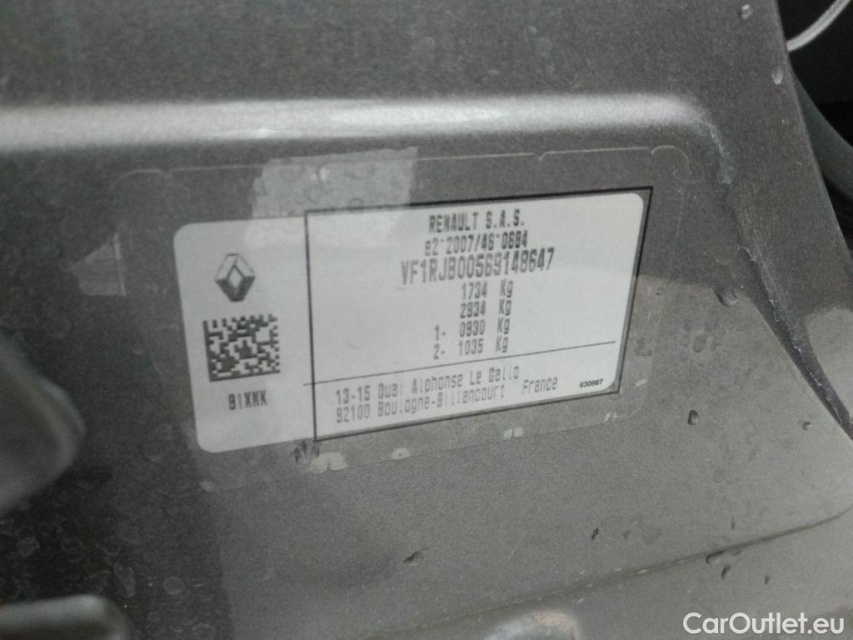 RENAULT S.A.S.
e2*2007/46*0684
VF1RJB00569148647
1734 Kg
2934 Kg
1- 0930 Kg
2- 1035 Kg
BIXNK
13-15 Quai Alphonse Le Gallo
92100 Boulogne-Billancourt France
630667
CarOutlet.eu